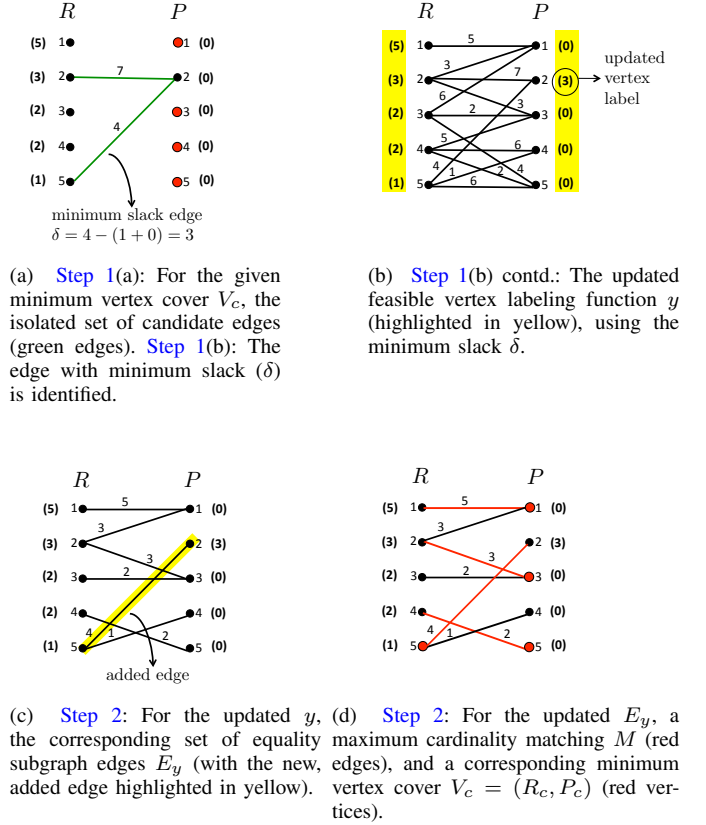 R P
(5) 1 1 (0)
(3) 2 7 2 (0)
(2) 3 3 (0)
(2) 4 4 4 (0)
(1) 5 5 (0)
minimum slack edge
δ = 4 − (1 + 0) = 3
(a) Step 1(a): For the given
minimum vertex cover Vc, the
isolated set of candidate edges
(green edges). Step 1(b): The
edge with minimum slack (δ)
is identified.
R P
(5) 1 5 1 (0)
(3) 2 3 7 2 (3)
(2) 3 6 2 3 3 (0)
(2) 4 5 6 4 (0)
(1) 5 4 1 6 2 4 5 (0)
updated
vertex
label
(b) Step 1(b) contd.: The updated
feasible vertex labeling function y
(highlighted in yellow), using the
minimum slack δ.
R P
(5) 1 5 1 (0)
(3) 2 3 2 (3)
(2) 3 2 3 3 (0)
(2) 4 4 (0)
(1) 5 4 1 2 5 (0)
added edge
(c) Step 2: For the updated y,
the corresponding set of equality
subgraph edges Ey (with the new,
added edge highlighted in yellow).
R P
(5) 1 5 1 (0)
(3) 2 3 2 (3)
(2) 3 2 3 3 (0)
(2) 4 4 (0)
(1) 5 4 1 2 5 (0)
(d) Step 2: For the updated Ey, a
maximum cardinality matching M (red
edges), and a corresponding minimum
vertex cover Vc = (Rc, Pc) (red ver-
tices).